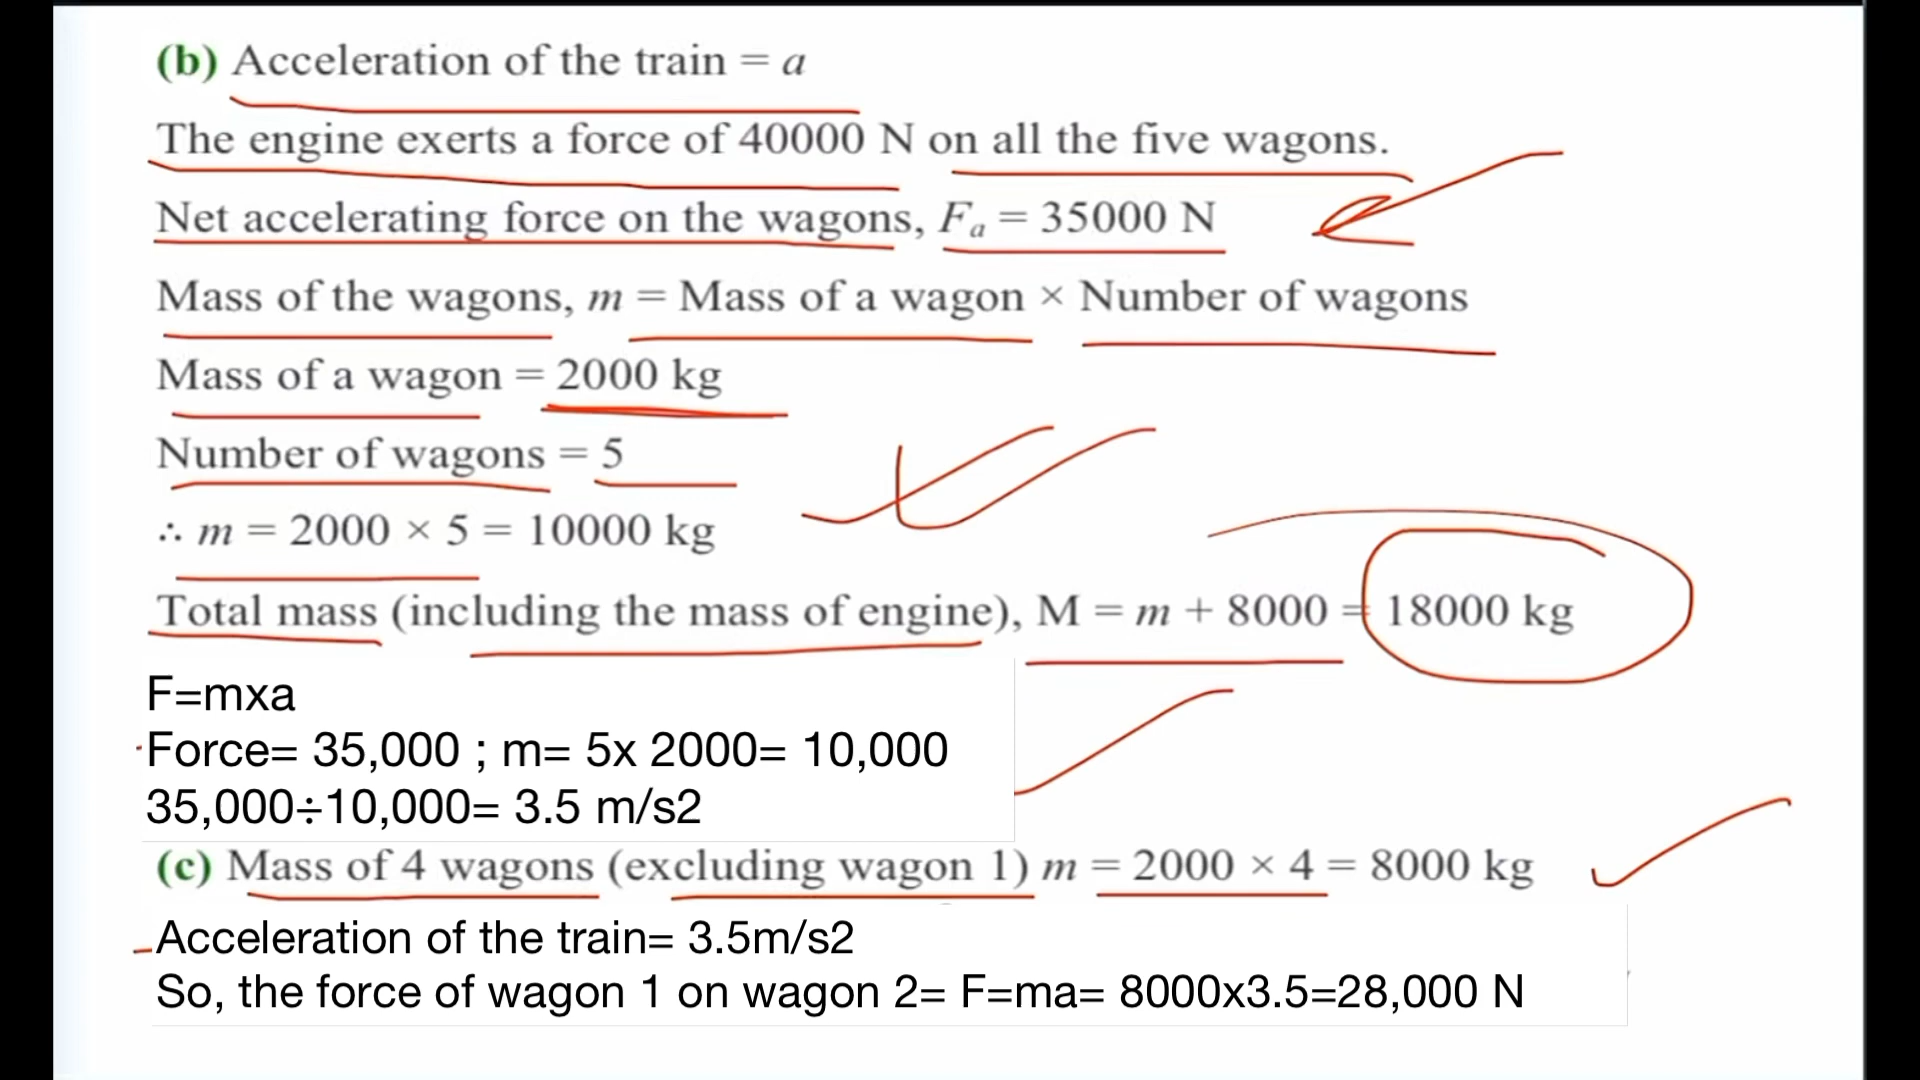 (b) Acceleration of the train = a
The engine exerts a force of 40000 N on all the five wagons.
Net accelerating force on the wagons, Fₐ = 35000 N
Mass of the wagons, m = Mass of a wagon × Number of wagons
Mass of a wagon = 2000 kg
Number of wagons = 5
∴ m = 2000 × 5 = 10000 kg
Total mass (including the mass of engine), M = m + 8000 = 18000 kg
F=mxa
Force= 35,000 ; m= 5x 2000= 10,000
35,000÷10,000= 3.5 m/s2
(c) Mass of 4 wagons (excluding wagon 1) m = 2000 × 4 = 8000 kg
Acceleration of the train= 3.5m/s2
So, the force of wagon 1 on wagon 2= F=ma= 8000x3.5=28,000 N